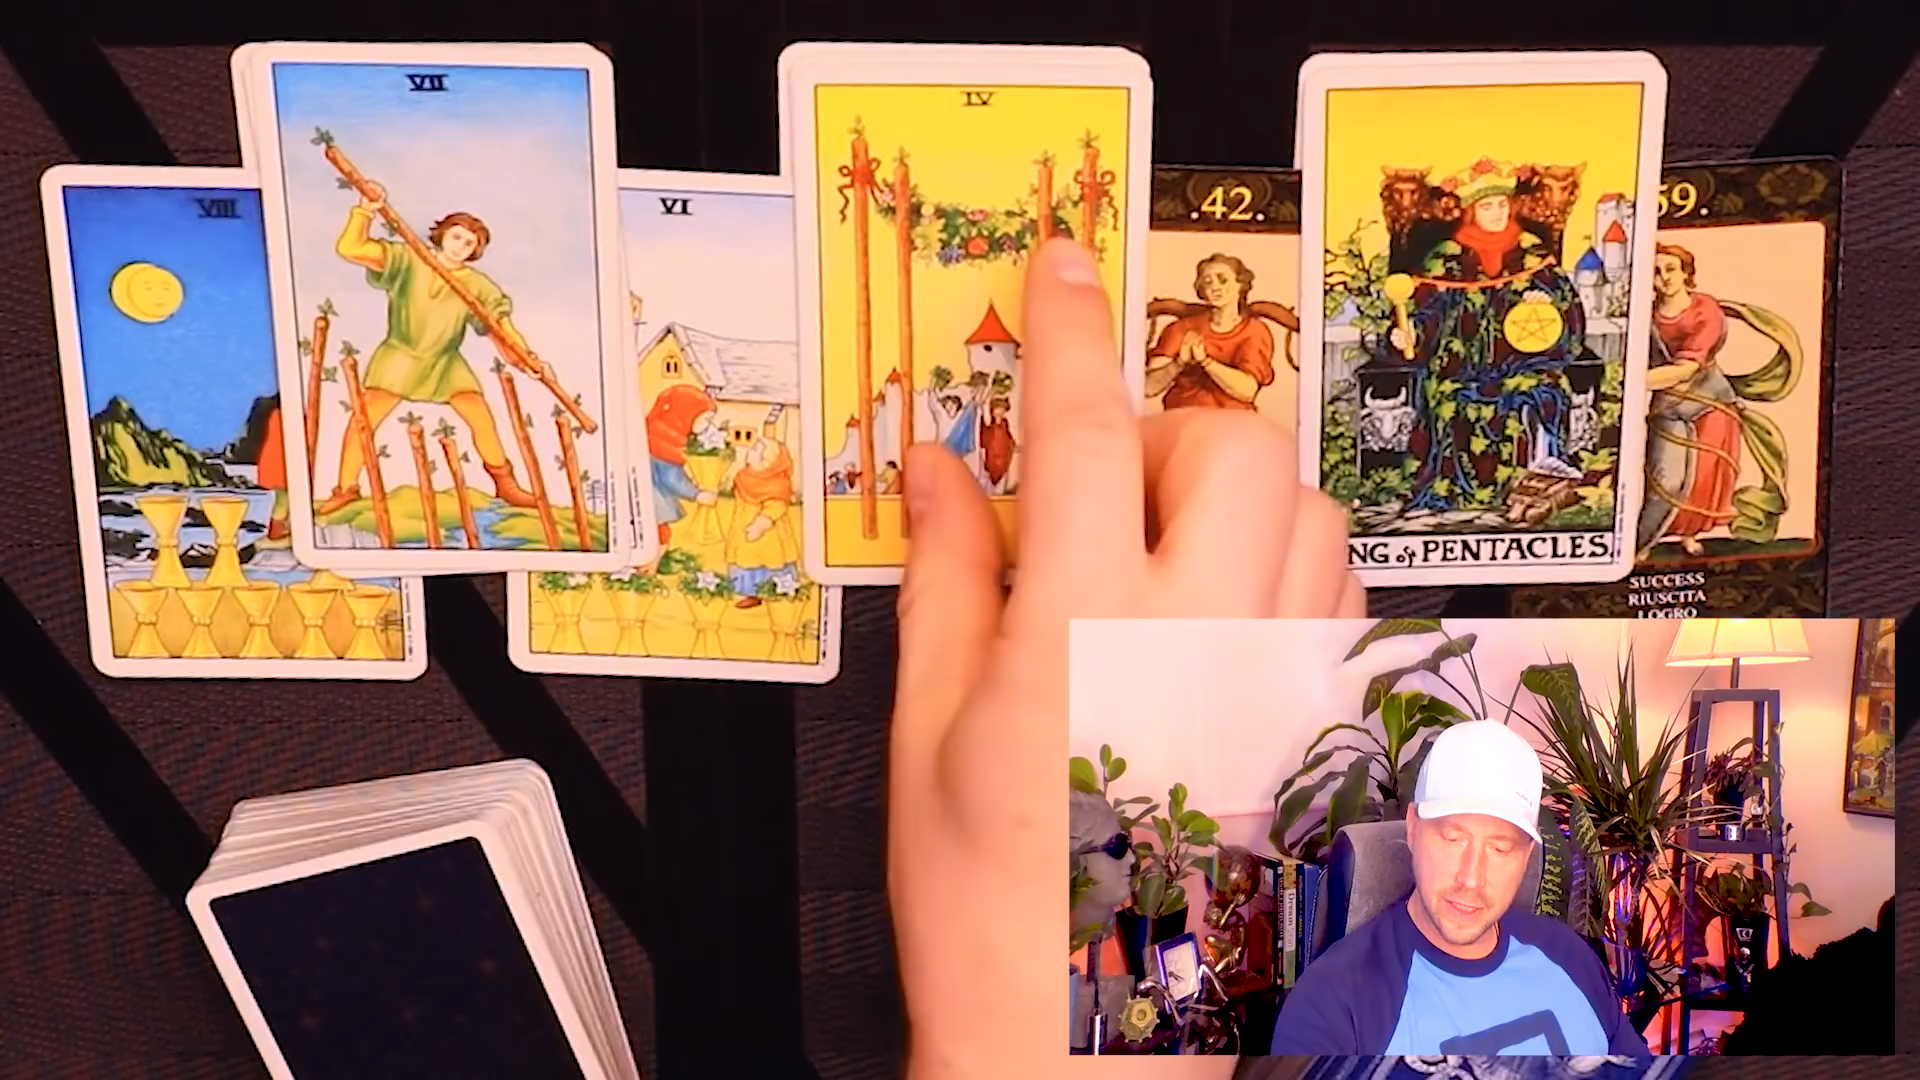 VII
IV
VIII
VI
.42.
59.
NG of PENTACLES
SUCCESS
RIUSCITA
LOGRO